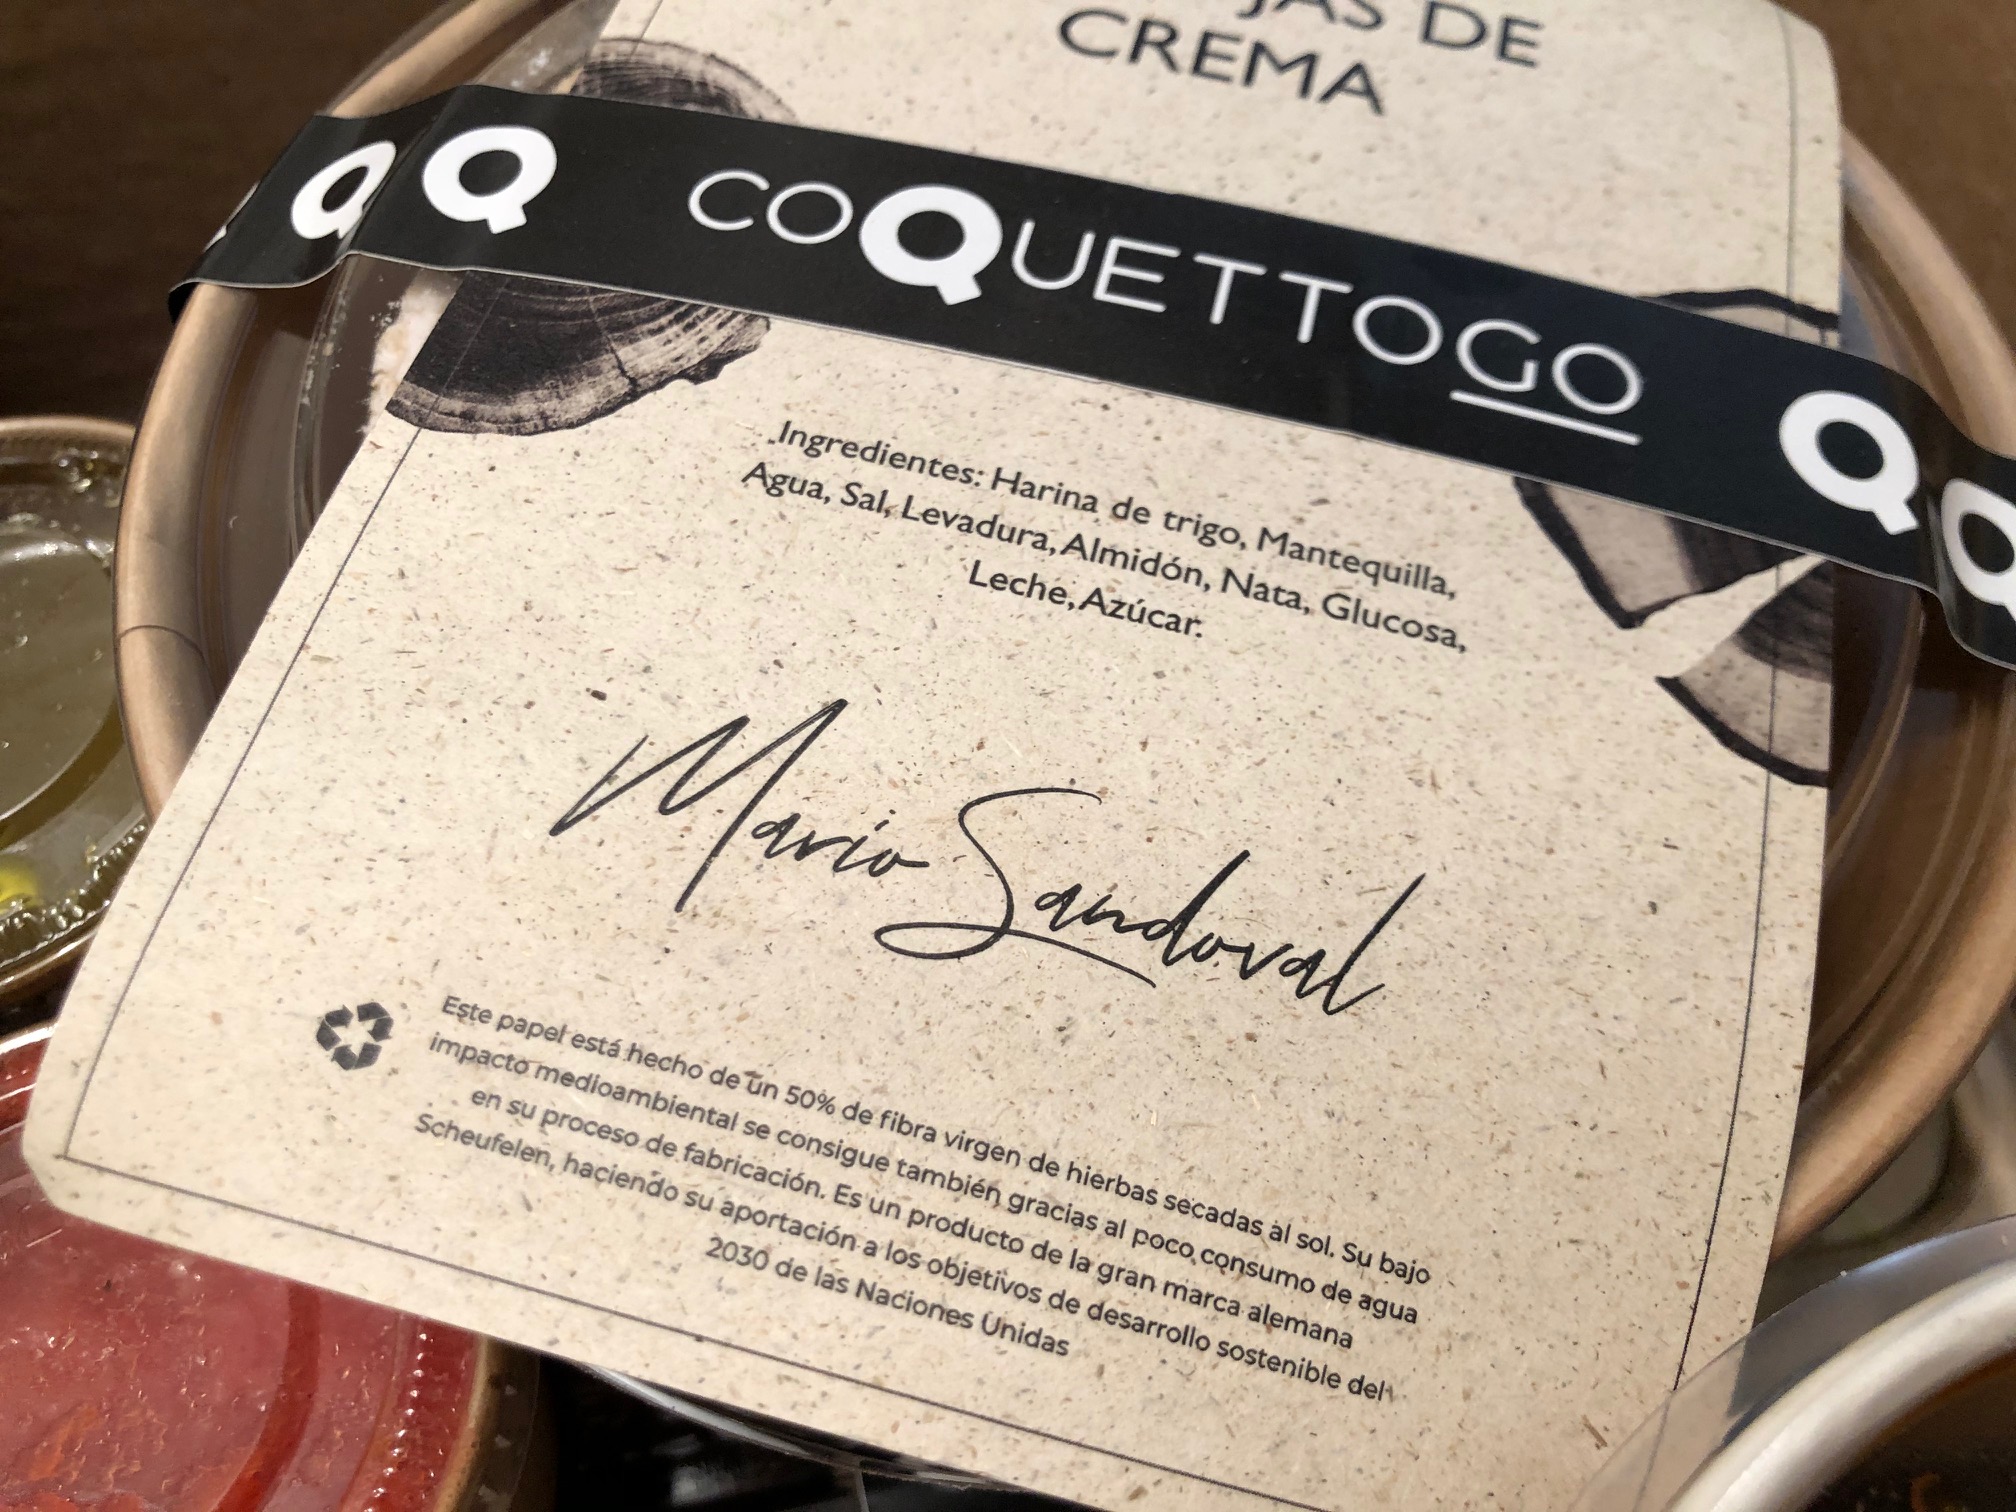 JAS DE
CREMA
Q Q COQUETTOGO Q Q
Ingredientes: Harina de trigo, Mantequilla,
Agua, Sal, Levadura, Almidón, Nata, Glucosa,
Leche, Azúcar.
Mario Sandoval
Este papel está hecho de un 50% de fibra virgen de hierbas secadas al sol. Su bajo
impacto medioambiental se consigue también gracias al poco consumo de agua
en su proceso de fabricación. Es un producto de la gran marca alemana
Scheufelen, haciendo su aportación a los objetivos de desarrollo sostenible del
2030 de las Naciones Unidas